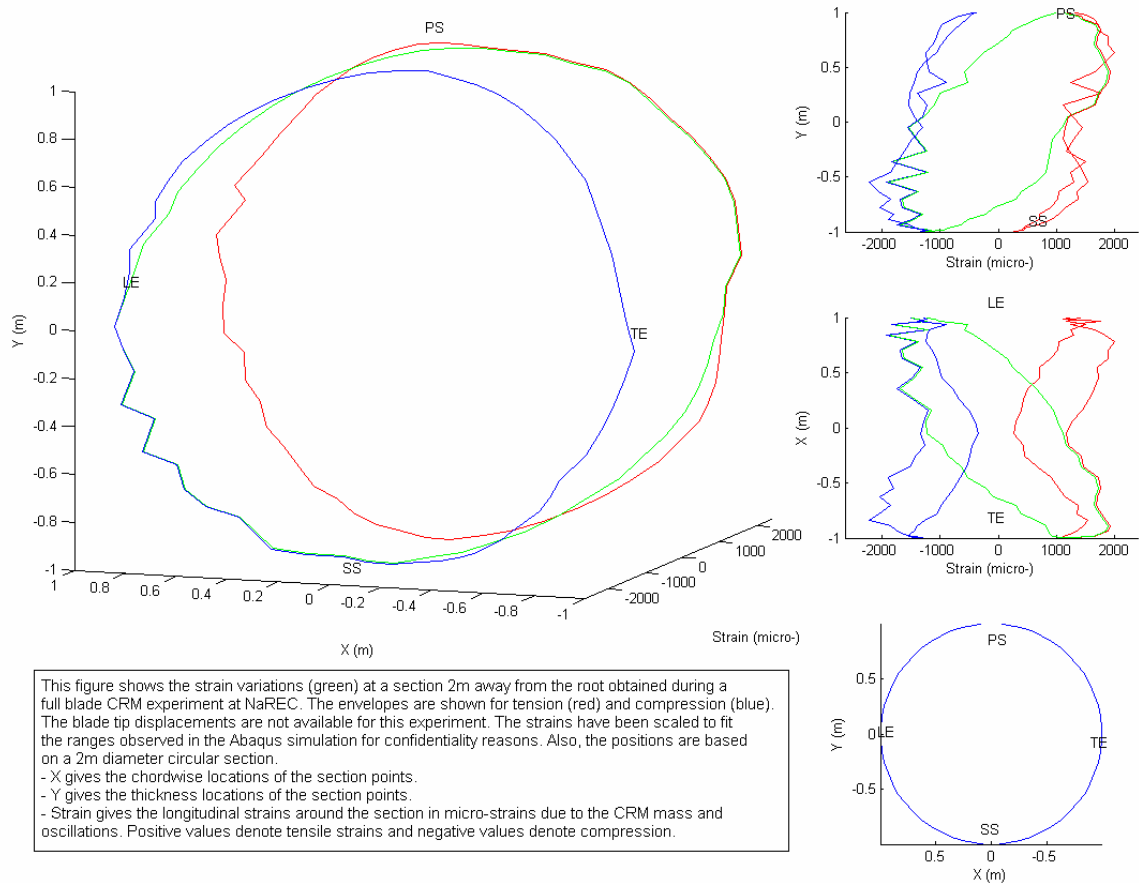 PS
1
0.8
0.6
0.4
0.2
0
-0.2
-0.4
-0.6
-0.8
-1
Y (m)
LE
TE
SS
1
0.8
0.6
0.4
0.2
0
-0.2
-0.4
-0.6
-0.8
-1
X (m)
-2000
-1000
0
1000
2000
Strain (micro-)
PS
1
0.5
0
-0.5
-1
Y (m)
SS
-2000 -1000 0 1000 2000
Strain (micro-)
LE
1
0.5
0
-0.5
-1
X (m)
TE
-2000 -1000 0 1000 2000
Strain (micro-)
PS
0.5
0
-0.5
Y (m)
LE
TE
SS
0.5 0 -0.5
X (m)
This figure shows the strain variations (green) at a section 2m away from the root obtained during a
full blade CRM experiment at NaREC. The envelopes are shown for tension (red) and compression (blue).
The blade tip displacements are not available for this experiment. The strains have been scaled to fit
the ranges observed in the Abaqus simulation for confidentiality reasons. Also, the positions are based
on a 2m diameter circular section.
- X gives the chordwise locations of the section points.
- Y gives the thickness locations of the section points.
- Strain gives the longitudinal strains around the section in micro-strains due to the CRM mass and
oscillations. Positive values denote tensile strains and negative values denote compression.